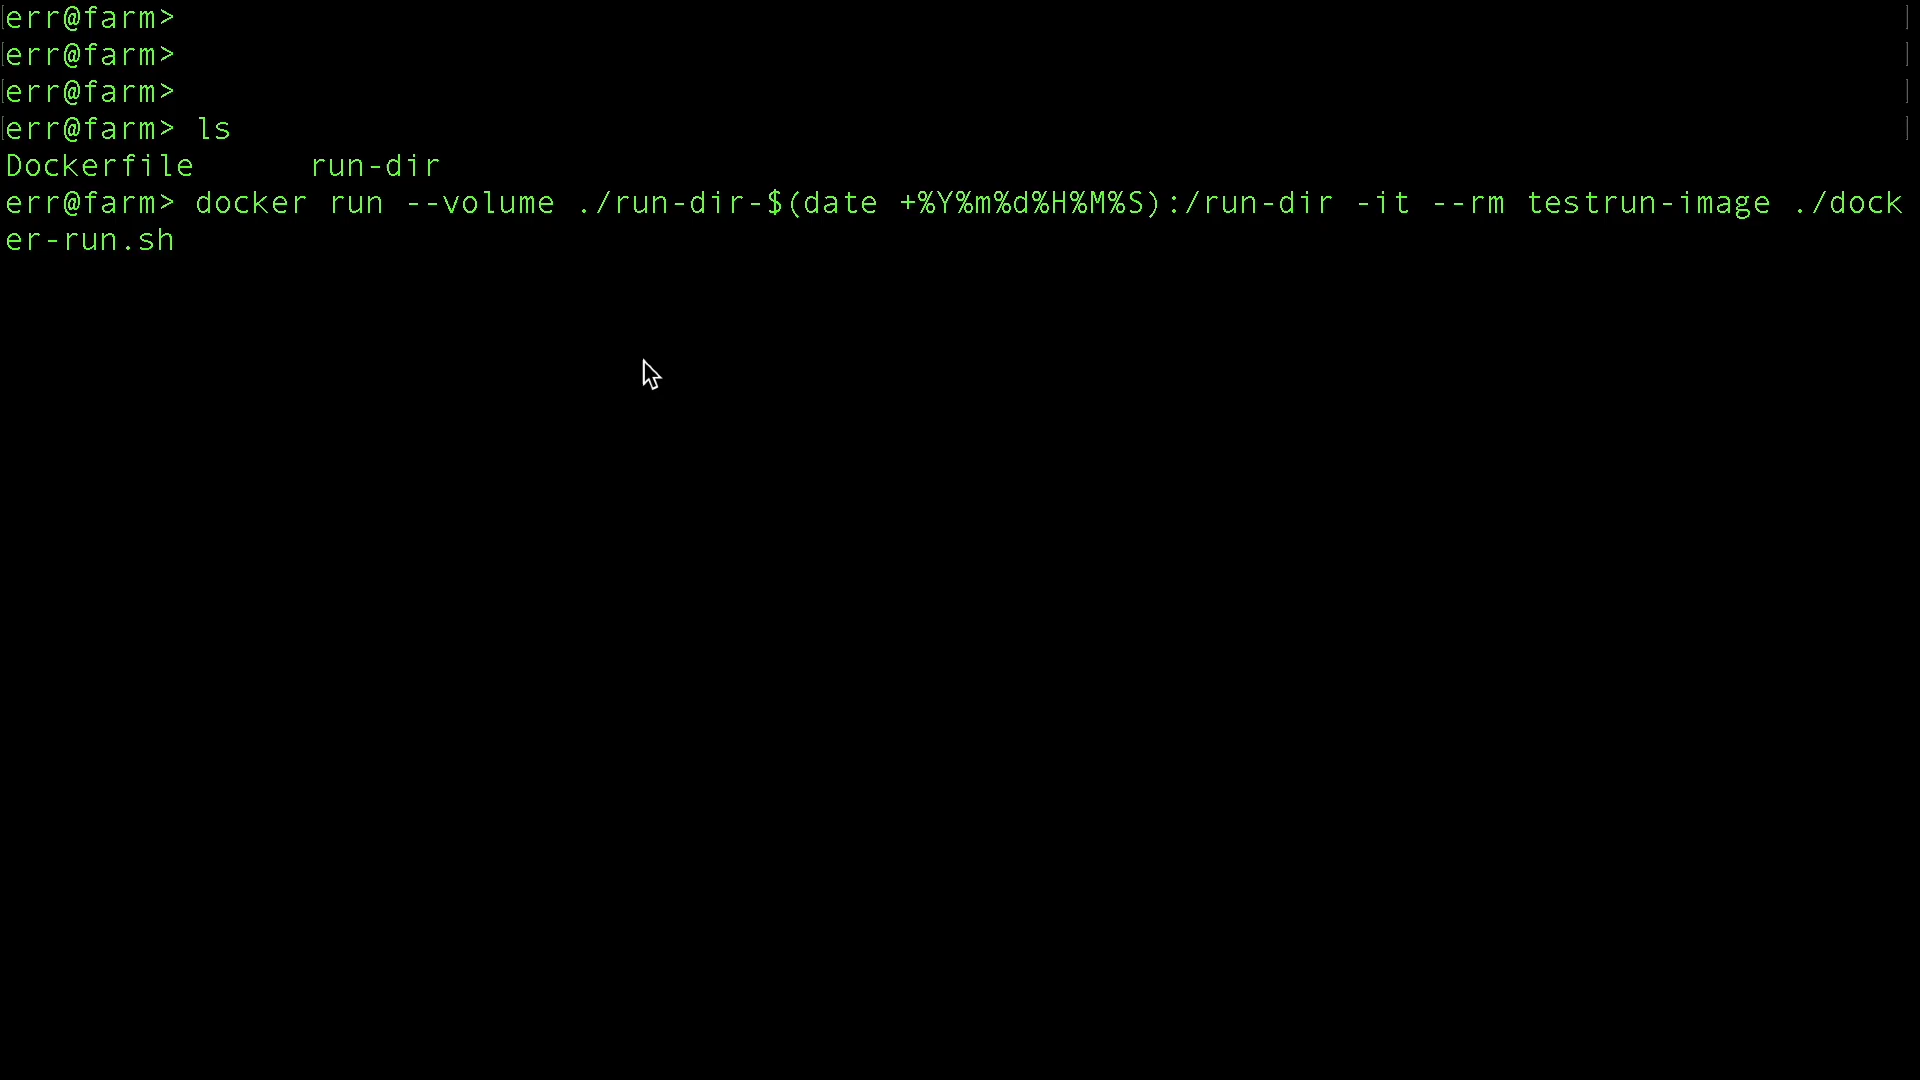 err@farm>
err@farm>
err@farm>
err@farm> ls
Dockerfile run-dir
err@farm> docker run --volume ./run-dir-$(date +%Y%m%d%H%M%S):/run-dir -it --rm testrun-image ./dock
er-run.sh